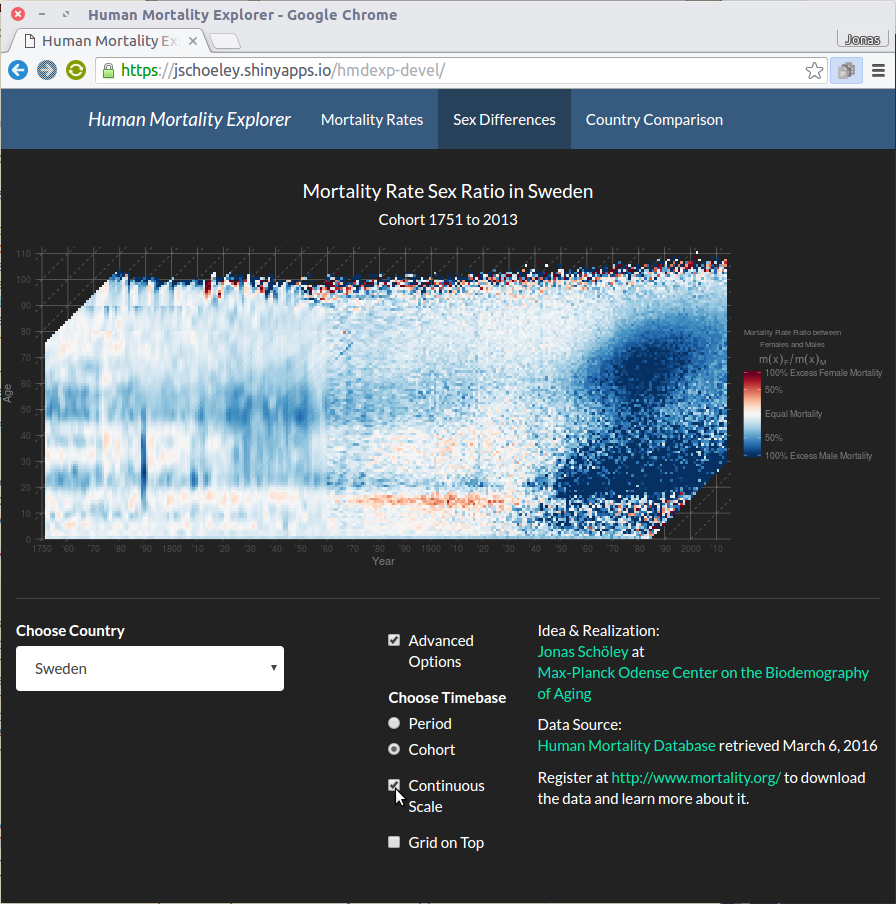 Human Mortality Explorer - Google Chrome
Human Mortality Ex
Jonas
https://jschoeley.shinyapps.io/hmdexp-devel/
Human Mortality Explorer Mortality Rates Sex Differences Country Comparison
Mortality Rate Sex Ratio in Sweden
Cohort 1751 to 2013
110
100
90
80
70
60
50
40
30
20
10
0
Age
1750 '60 '70 '80 '90 1800 '10 '20 '30 '40 '50 '60 '70 '80 '90 1900 '10 '20 '30 '40 '50 '60 '70 '80 '90 2000 '10
Year
Mortality Rate Ratio between
Females and Males
m(x)F/m(x)M
100% Excess Female Mortality
50%
Equal Mortality
50%
100% Excess Male Mortality
Choose Country
Sweden
Advanced
Options
Choose Timebase
Period
Cohort
Continuous
Scale
Grid on Top
Idea & Realization:
Jonas Schöley at
Max-Planck Odense Center on the Biodemography
of Aging
Data Source:
Human Mortality Database retrieved March 6, 2016
Register at http://www.mortality.org/ to download
the data and learn more about it.